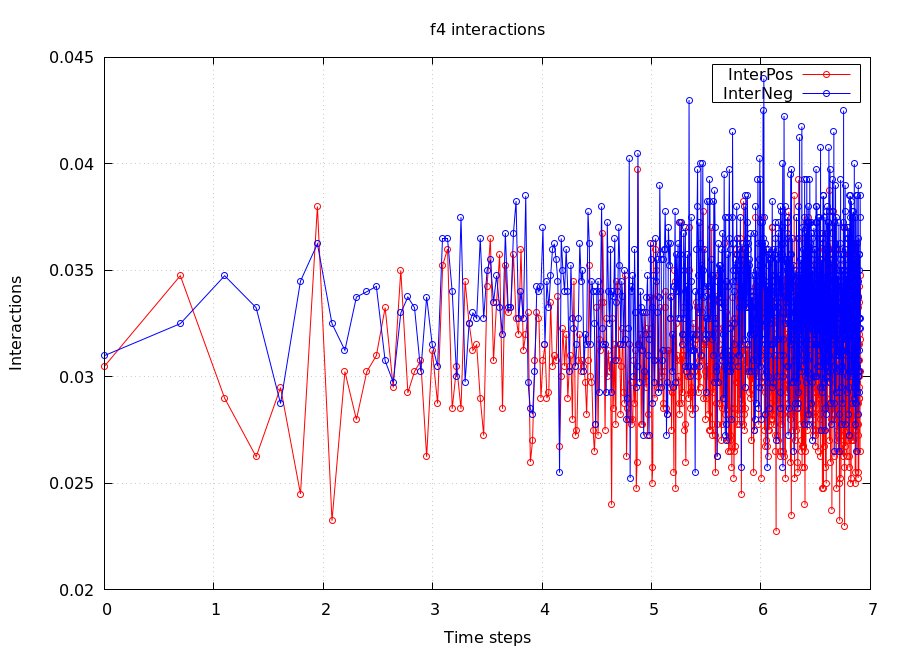 f4 interactions
0.045
0.04
0.035
0.03
0.025
0.02
Interactions
InterPos
InterNeg
0 1 2 3 4 5 6 7
Time steps